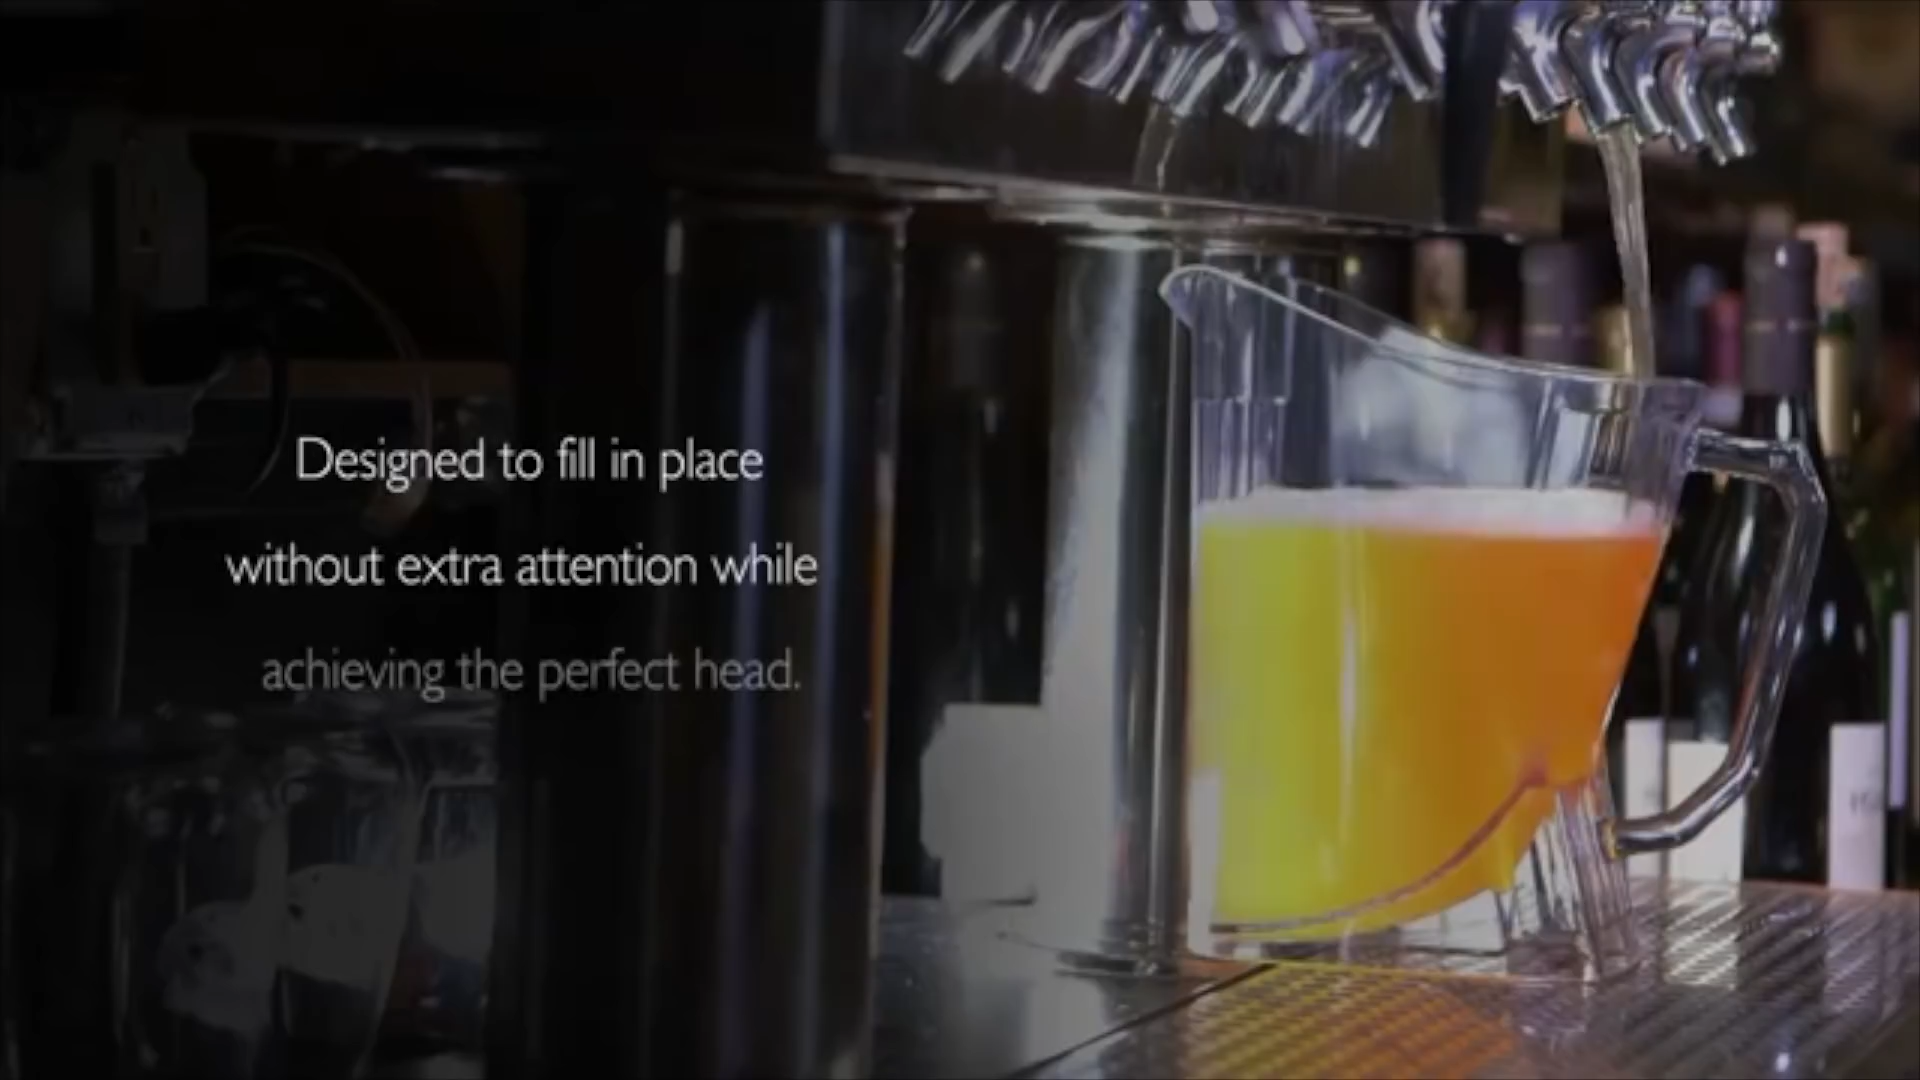 Designed to fill in place
without extra attention while
achieving the perfect head.